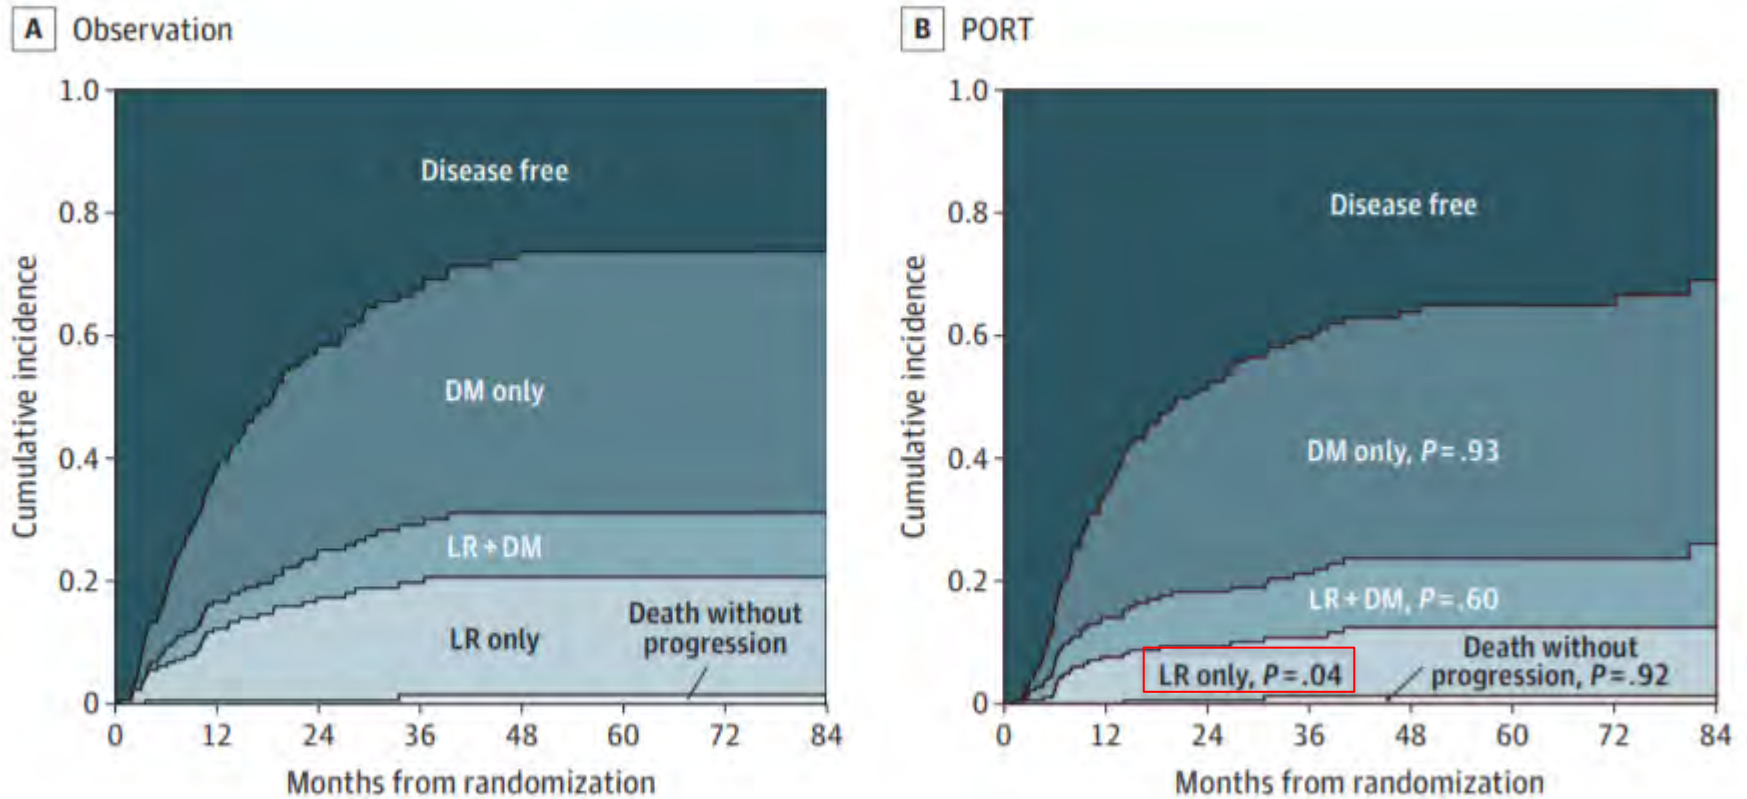 A Observation
1.0
0.8
0.6
0.4
0.2
0
Cumulative incidence
Disease free
DM only
LR + DM
LR only
Death without
progression
0 12 24 36 48 60 72 84
Months from randomization
B PORT
1.0
0.8
0.6
0.4
0.2
0
Cumulative incidence
Disease free
DM only, P = .93
LR + DM, P = .60
LR only, P = .04
Death without
progression, P = .92
0 12 24 36 48 60 72 84
Months from randomization